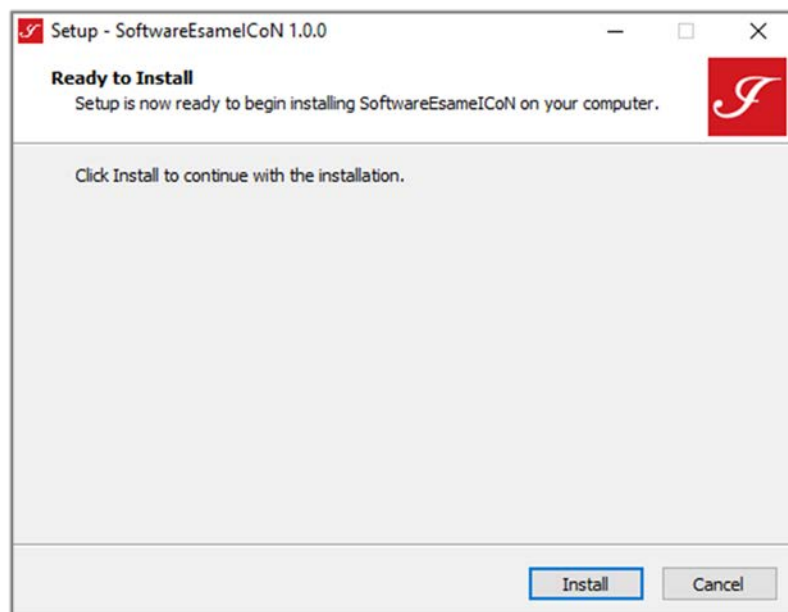 Setup - SoftwareEsameICoN 1.0.0
Ready to Install
Setup is now ready to begin installing SoftwareEsameICoN on your computer.
Click Install to continue with the installation.
Install
Cancel